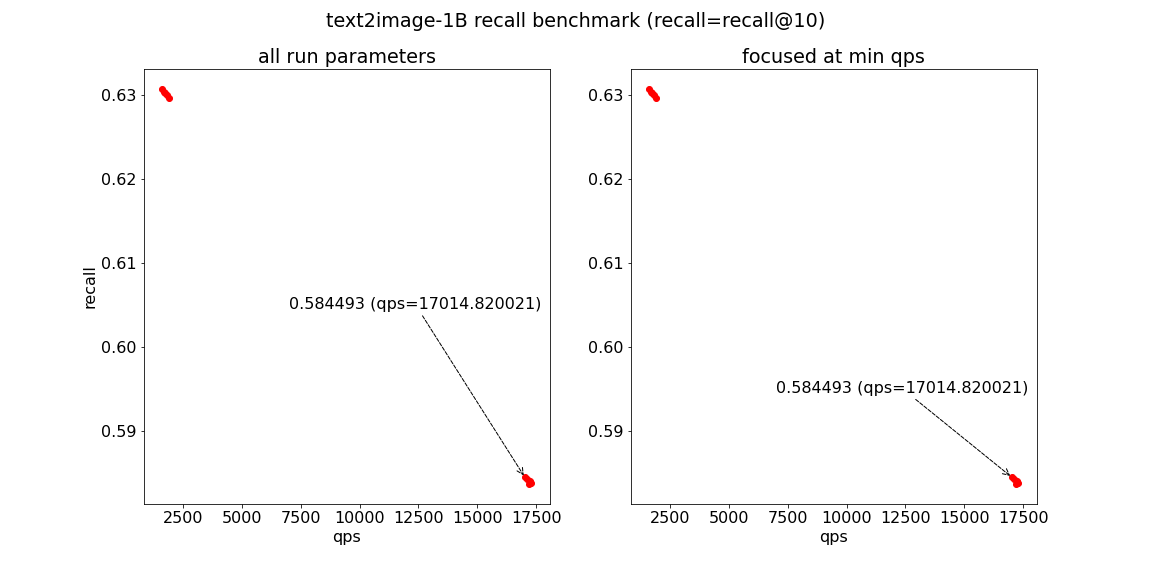 text2image-1B recall benchmark (recall=recall@10)
all run parameters
0.63
0.62
0.61
0.60
0.59
recall
0.584493 (qps=17014.820021)
2500 5000 7500 10000 12500 15000 17500
qps
focused at min qps
0.63
0.62
0.61
0.60
0.59
0.584493 (qps=17014.820021)
2500 5000 7500 10000 12500 15000 17500
qps